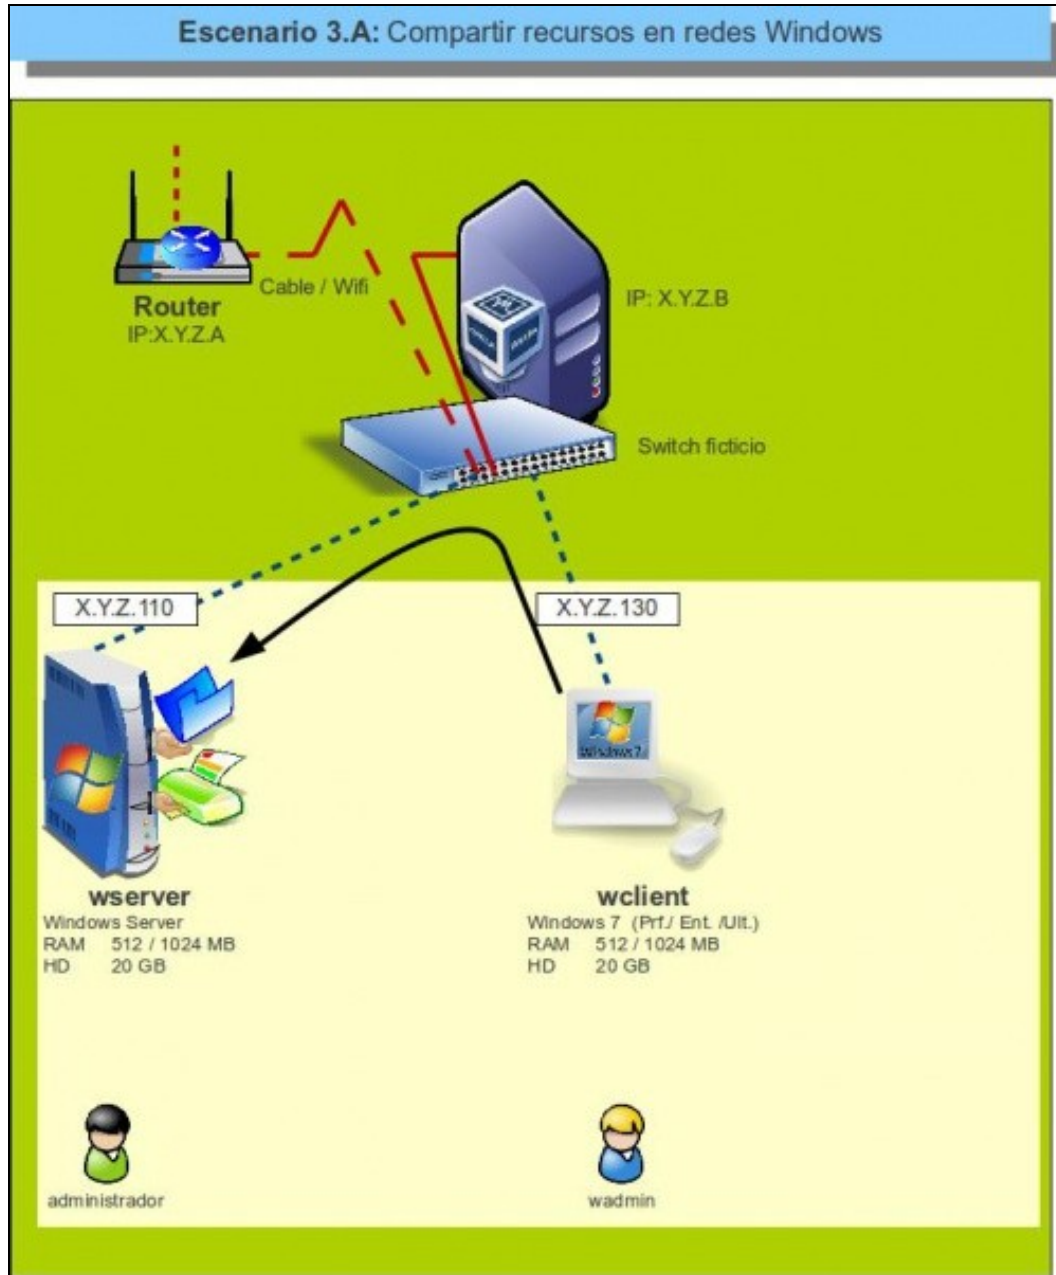 Escenario 3.A: Compartir recursos en redes Windows
Cable / Wifi
Router
IP:X.Y.Z.A
IP: X.Y.Z.B
Switch ficticio
X.Y.Z.110
X.Y.Z.130
Windows7
wserver
Windows Server
RAM 512 / 1024 MB
HD 20 GB
wclient
Windows 7 (Prf./ Ent. /Ult.)
RAM 512 / 1024 MB
HD 20 GB
administrador
wadmin